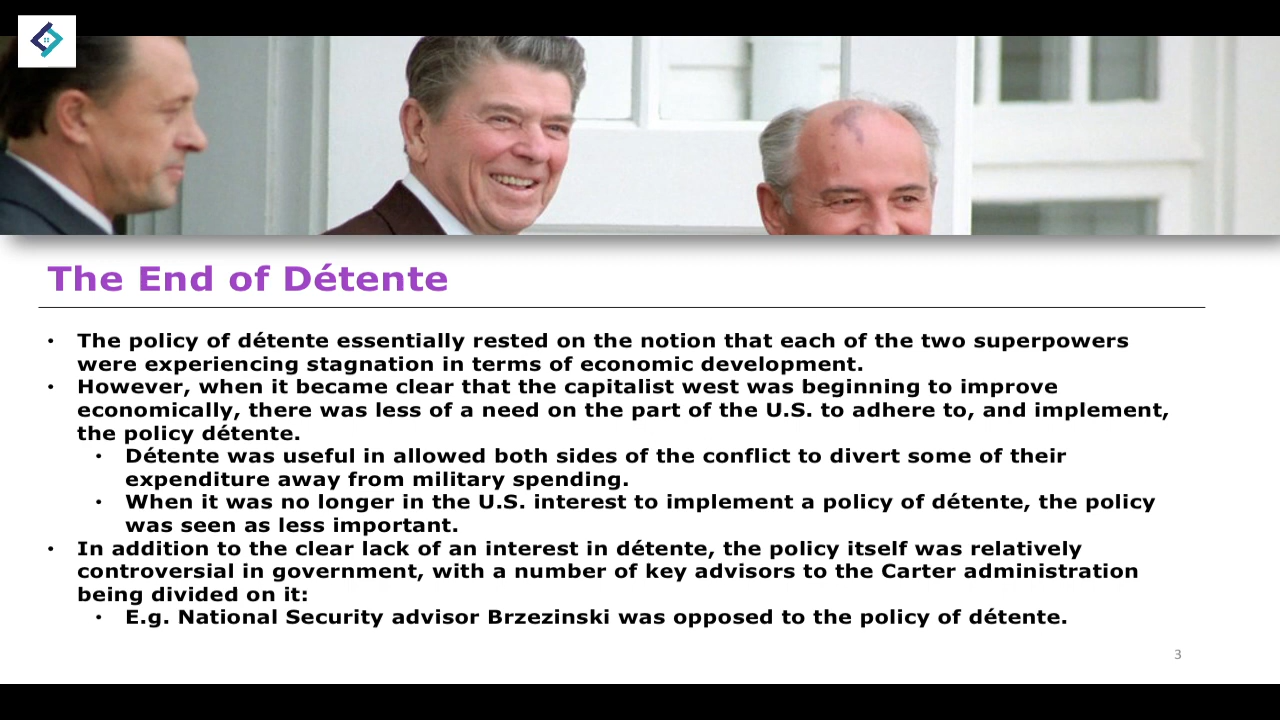 The End of Détente
• The policy of détente essentially rested on the notion that each of the two superpowers
were experiencing stagnation in terms of economic development.
• However, when it became clear that the capitalist west was beginning to improve
economically, there was less of a need on the part of the U.S. to adhere to, and implement,
the policy détente.
• Détente was useful in allowed both sides of the conflict to divert some of their
expenditure away from military spending.
• When it was no longer in the U.S. interest to implement a policy of détente, the policy
was seen as less important.
• In addition to the clear lack of an interest in détente, the policy itself was relatively
controversial in government, with a number of key advisors to the Carter administration
being divided on it:
• E.g. National Security advisor Brzezinski was opposed to the policy of détente.
3